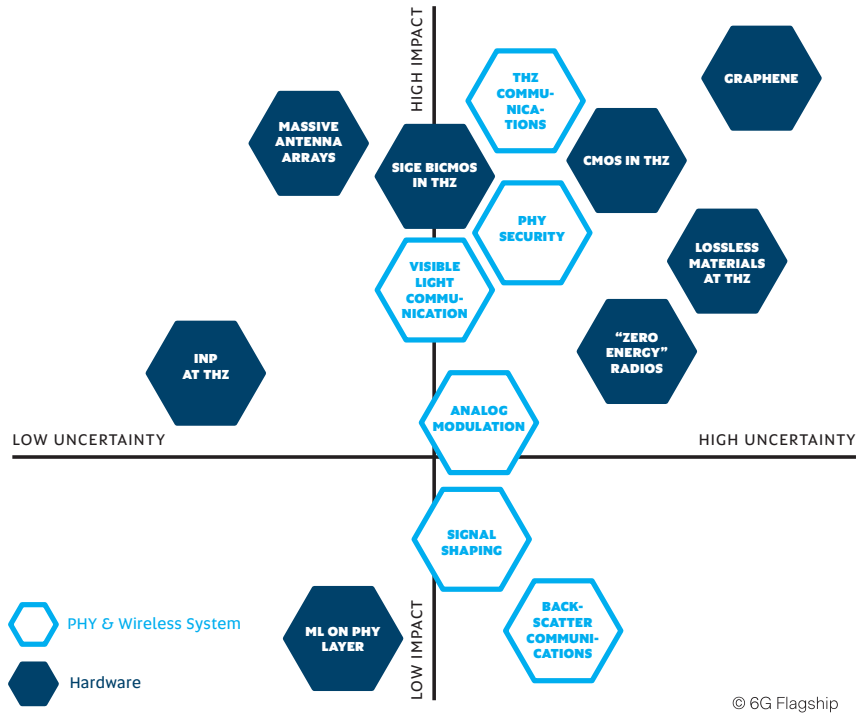 HIGH IMPACT
THZ
COMMU-
NICA-
TIONS
GRAPHENE
MASSIVE
ANTENNA
ARRAYS
SIGE BICMOS
IN THZ
CMOS IN THZ
PHY
SECURITY
LOSSLESS
MATERIALS
AT THZ
VISIBLE
LIGHT
COMMU-
NICATION
"ZERO
ENERGY”
RADIOS
INP
AT THZ
ANALOG
MODULATION
LOW UNCERTAINTY
HIGH UNCERTAINTY
SIGNAL
SHAPING
BACK-
SCATTER
COMMUNI-
CATIONS
ML ON PHY
LAYER
LOW IMPACT
PHY & Wireless System
Hardware
© 6G Flagship